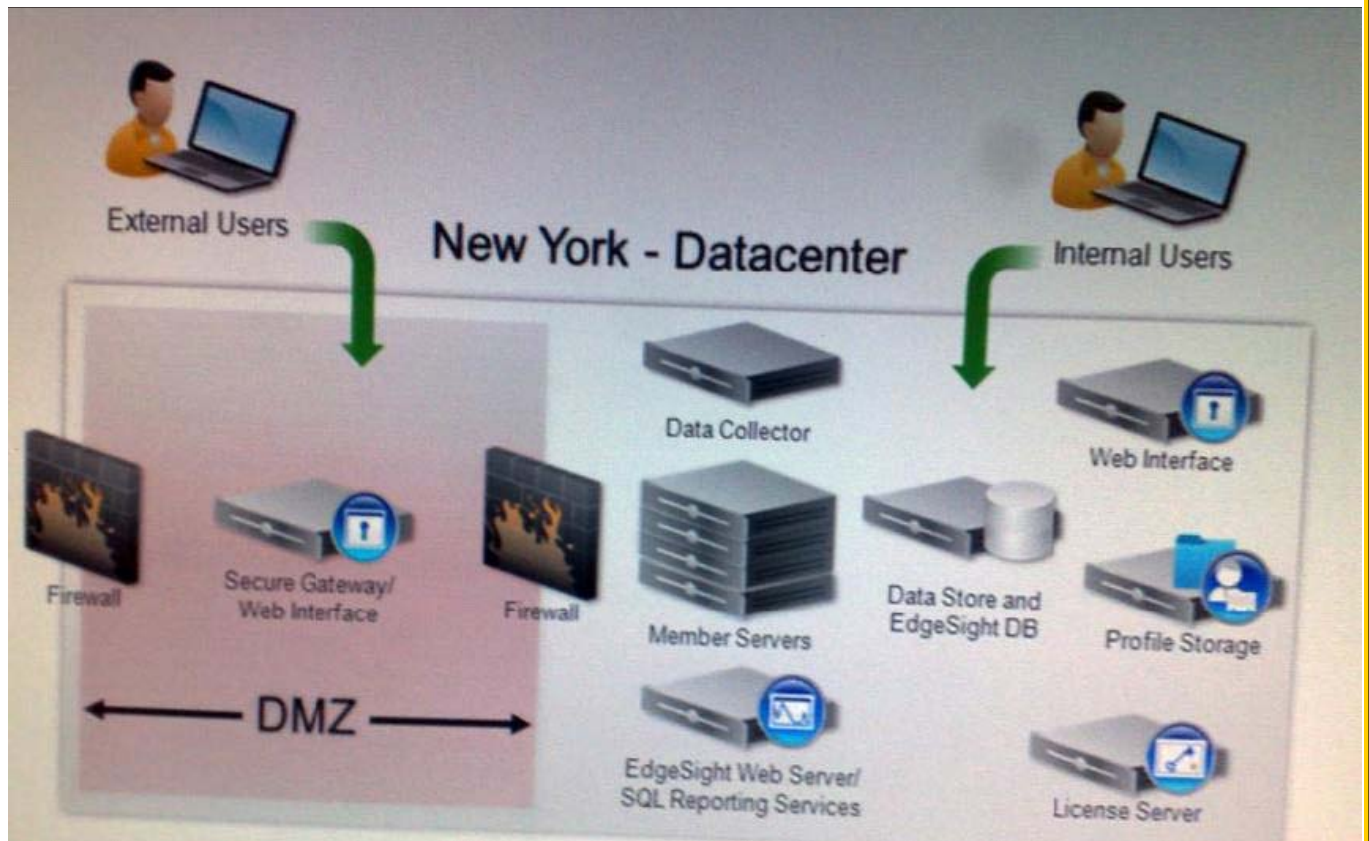 External Users
New York - Datacenter
Internal Users
Data Collector
Web Interface
Firewall
Secure Gateway/
Web Interface
Firewall
Member Servers
Data Store and
EdgeSight DB
Profile Storage
DMZ
EdgeSight Web Server/
SQL Reporting Services
License Server